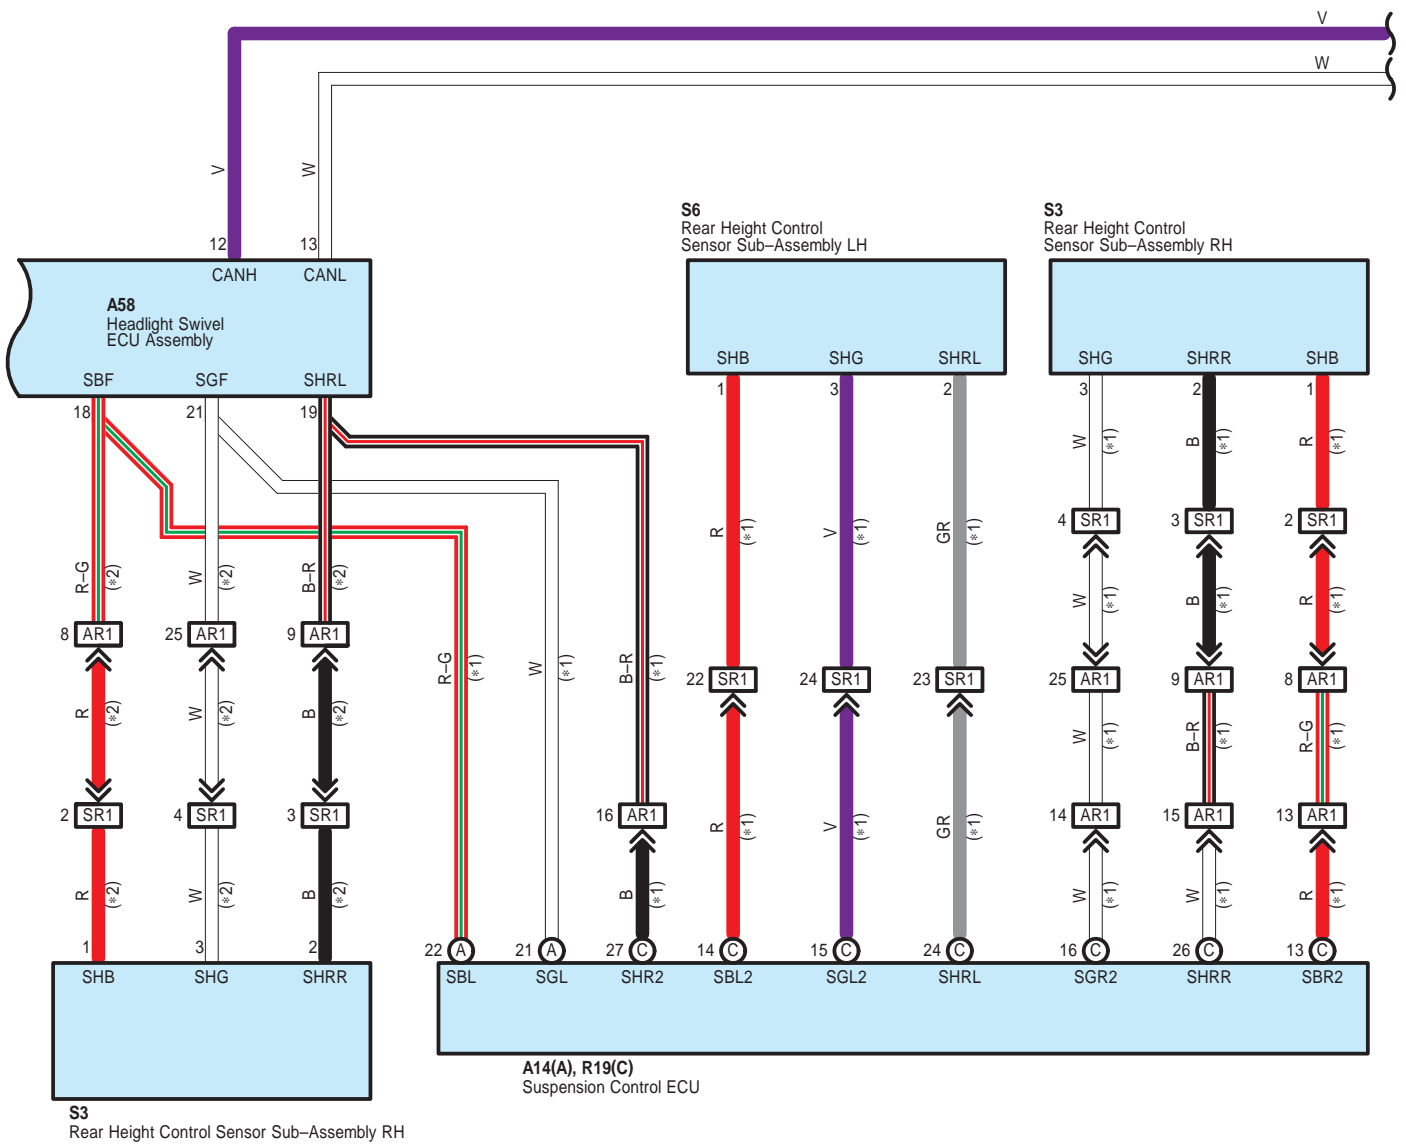 V
W
V
W
S6
Rear Height Control
Sensor Sub–Assembly LH
S3
Rear Height Control
Sensor Sub–Assembly RH
12 13
CANH CANL
A58
Headlight Swivel
ECU Assembly
SHB SHG SHRL SHG SHRR SHB
SBF SGF SHRL
1 3 2 3 2 1
18 21 19
W (*1) B (*1) R (*1)
4 SR1 3 SR1 2 SR1
R (*1) V (*1) GR (*1)
R–G (*2) W (*2) B–R (*2)
W (*1) B (*1) R (*1)
8 AR1 25 AR1 9 AR1
R–G (*1) W (*1) B–R (*1)
22 SR1 24 SR1 23 SR1 25 AR1 9 AR1 8 AR1
R (*2) W (*2) B (*2)
W (*1) B–R (*1) R–G (*1)
2 SR1 4 SR1 3 SR1 16 AR1 14 AR1 15 AR1 13 AR1
R (*1) V (*1) GR (*1)
R (*2) W (*2) B (*2) B (*1) W (*1) W (*1) R (*1)
1 3 2 22 A 21 A 27 C 14 C 15 C 24 C 16 C 26 C 13 C
SHB SHG SHRR SBL SGL SHR2 SBL2 SGL2 SHRL SGR2 SHRR SBR2
A14(A), R19(C)
Suspension Control ECU
S3
Rear Height Control Sensor Sub–Assembly RH